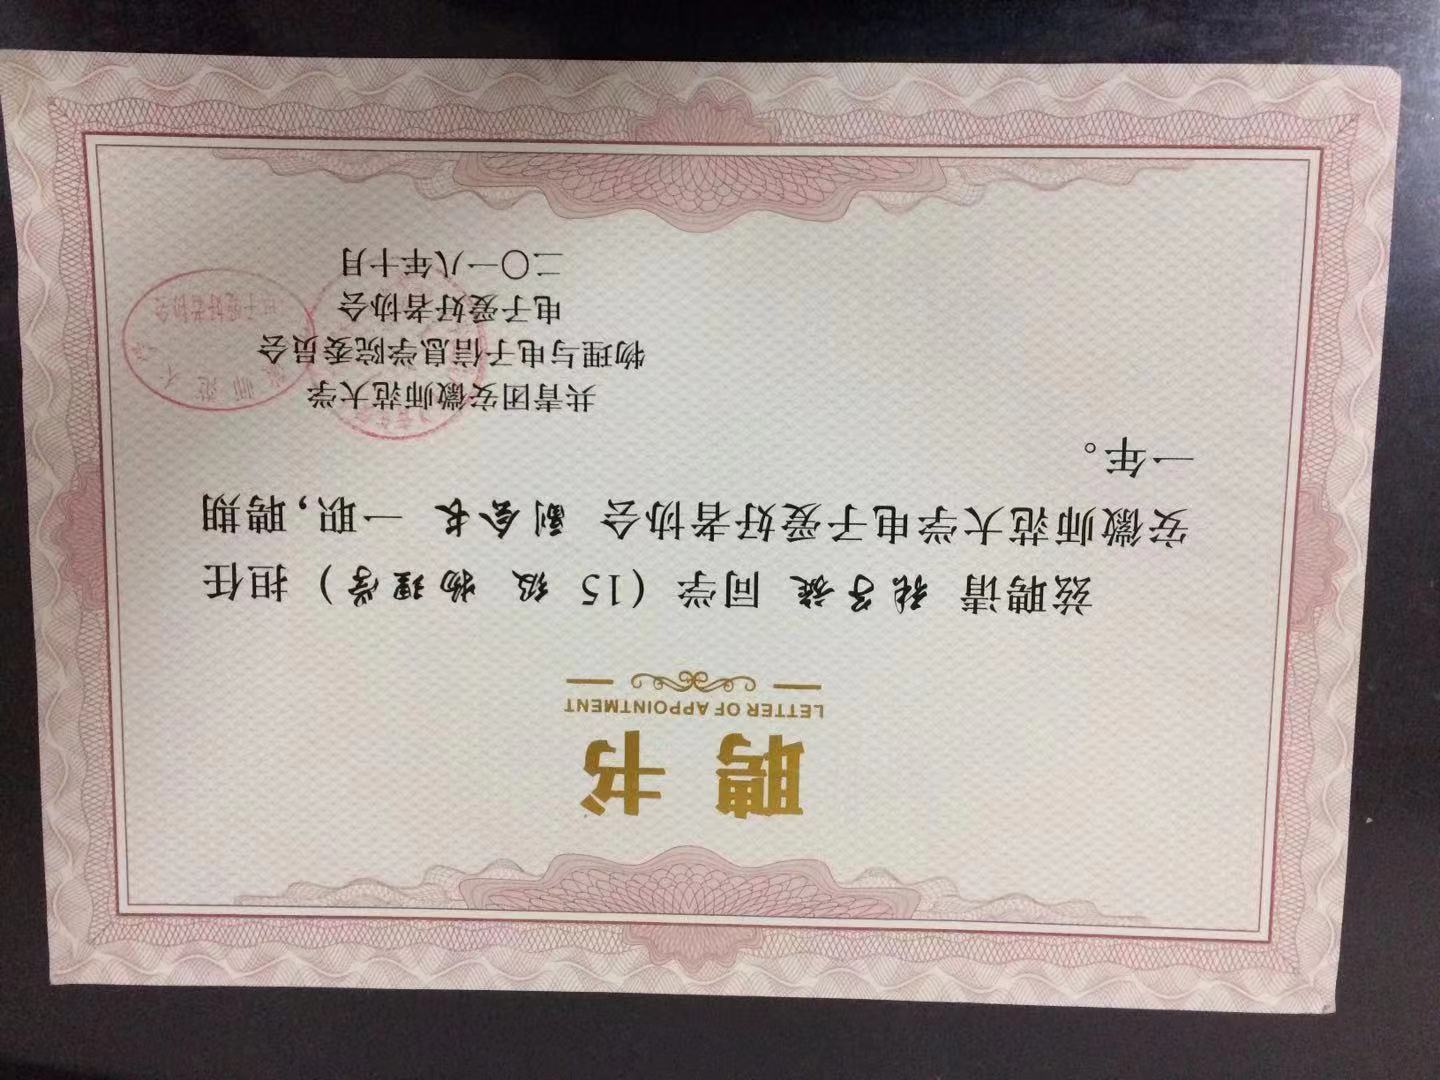 聘书
LETTER OF APPOINTMENT
兹聘请 张子旋 同学（15 级 物理学）担任
安徽师范大学电子爱好者协会 副会长 一职，聘期
一年。
共青团安徽师范大学
物理与电子信息学院委员会
电子爱好者协会
二〇一八年十月
师范大学
电子爱好者协会